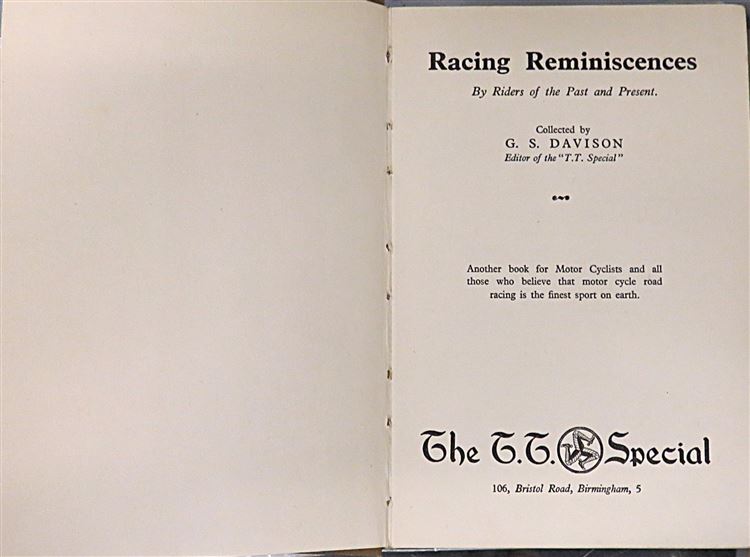 Racing Reminiscences
By Riders of the Past and Present.
Collected by
G. S. DAVISON
Editor of the "T.T. Special"
Another book for Motor Cyclists and all
those who believe that motor cycle road
racing is the finest sport on earth.
The T.T. Special
106, Bristol Road, Birmingham, 5